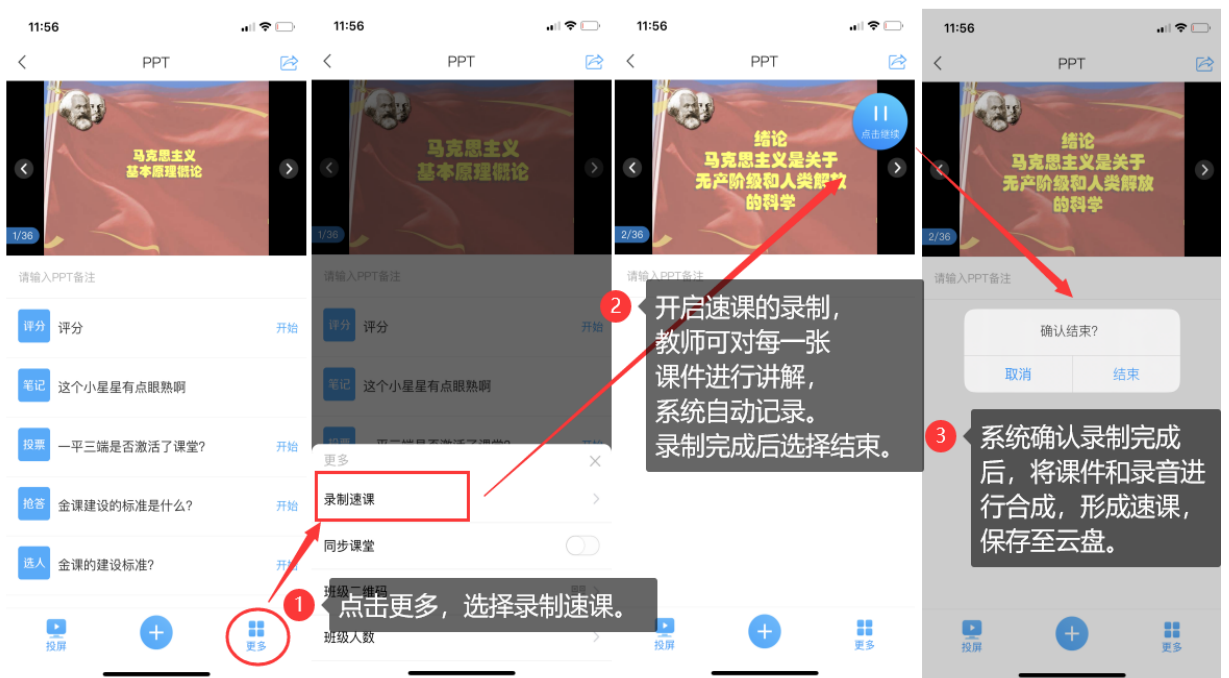 11:56
PPT
马克思主义
基本原理概论
1/36
请输入PPT备注
评分 评分 开始
笔记 这个小星星有点眼熟啊
投票 一平三端是否激活了课堂? 开始
抢答 金课建设的标准是什么? 开始
选人 金课的建设标准? 开始
投屏
更多
11:56
PPT
马克思主义
基本原理概论
1/36
请输入PPT备注
评分 评分 开始
笔记 这个小星星有点眼熟啊
更多
录制速课
同步课堂
班级二维码
班级人数
1 点击更多，选择录制速课。
11:56
PPT
绪论
马克思主义是关于
无产阶级和人类解放
的科学
点击继续
2/36
请输入PPT备注
2 开启速课的录制，
教师可对每一张
课件进行讲解，
系统自动记录。
录制完成后选择结束。
投屏
更多
11:56
PPT
绪论
马克思主义是关于
无产阶级和人类解放
的科学
2/36
请输入PPT备注
确认结束?
取消 结束
3 系统确认录制完成
后，将课件和录音进
行合成，形成速课，
保存至云盘。
投屏
更多